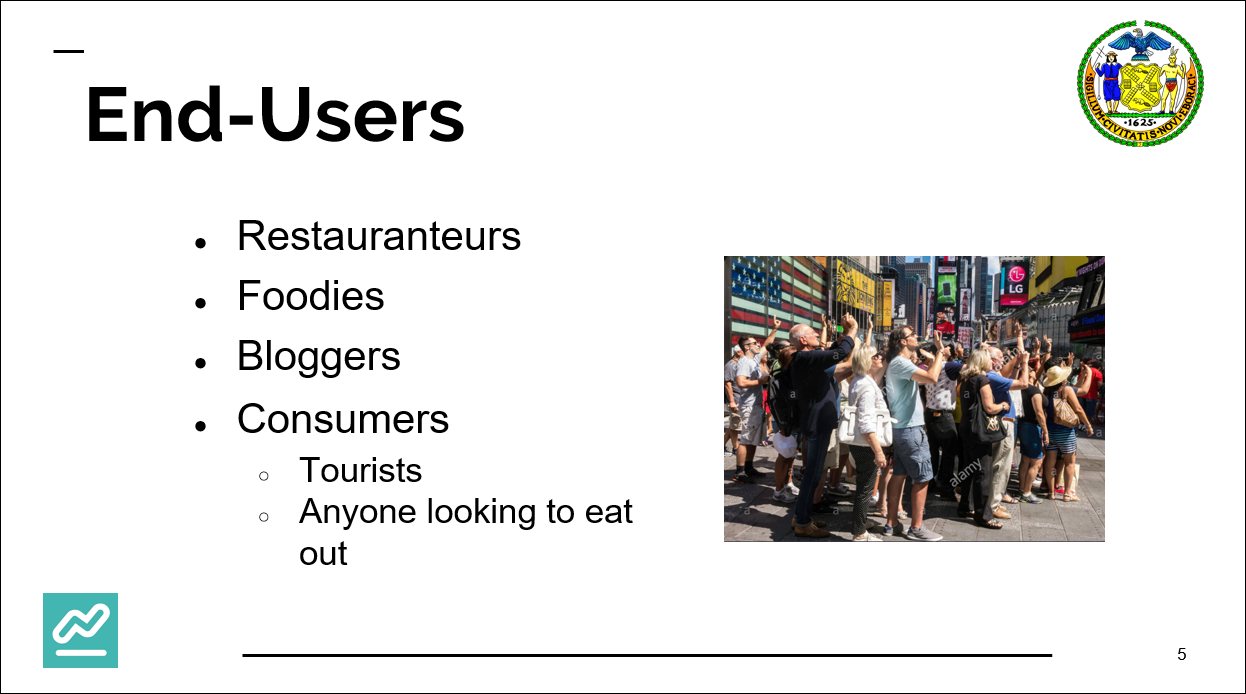 End-Users
SIGILLVM·CIVITATIS·NOVI·EBORACI
·1625·
● Restauranteurs
● Foodies
● Bloggers
● Consumers
○ Tourists
○ Anyone looking to eat
out
LG
a
alamy
5